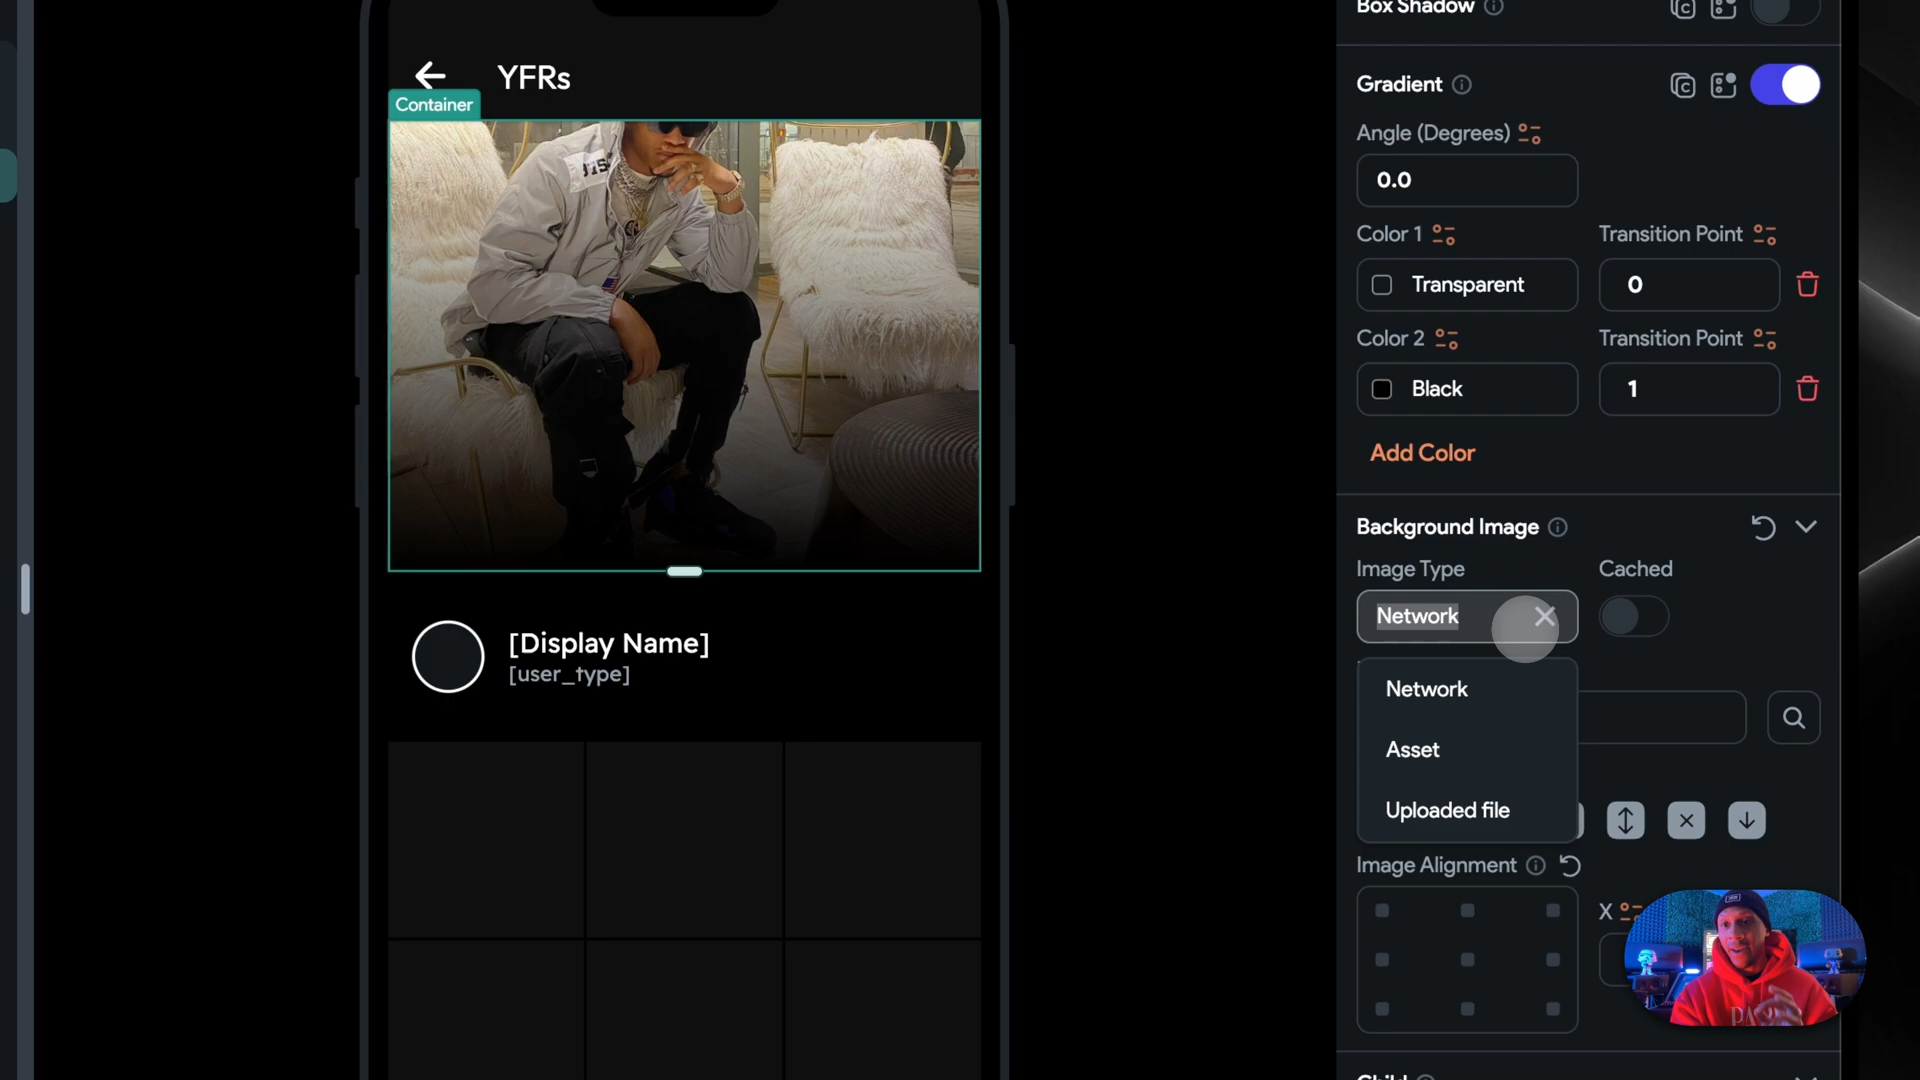 Box Shadow
Gradient
Angle (Degrees)
0.0
Color 1
Transition Point
Transparent
0
Color 2
Transition Point
Black
1
Add Color
Background Image
Image Type
Cached
Network
Network
Asset
Uploaded file
Image Alignment
X
YFRs
Container
[Display Name]
[user_type]